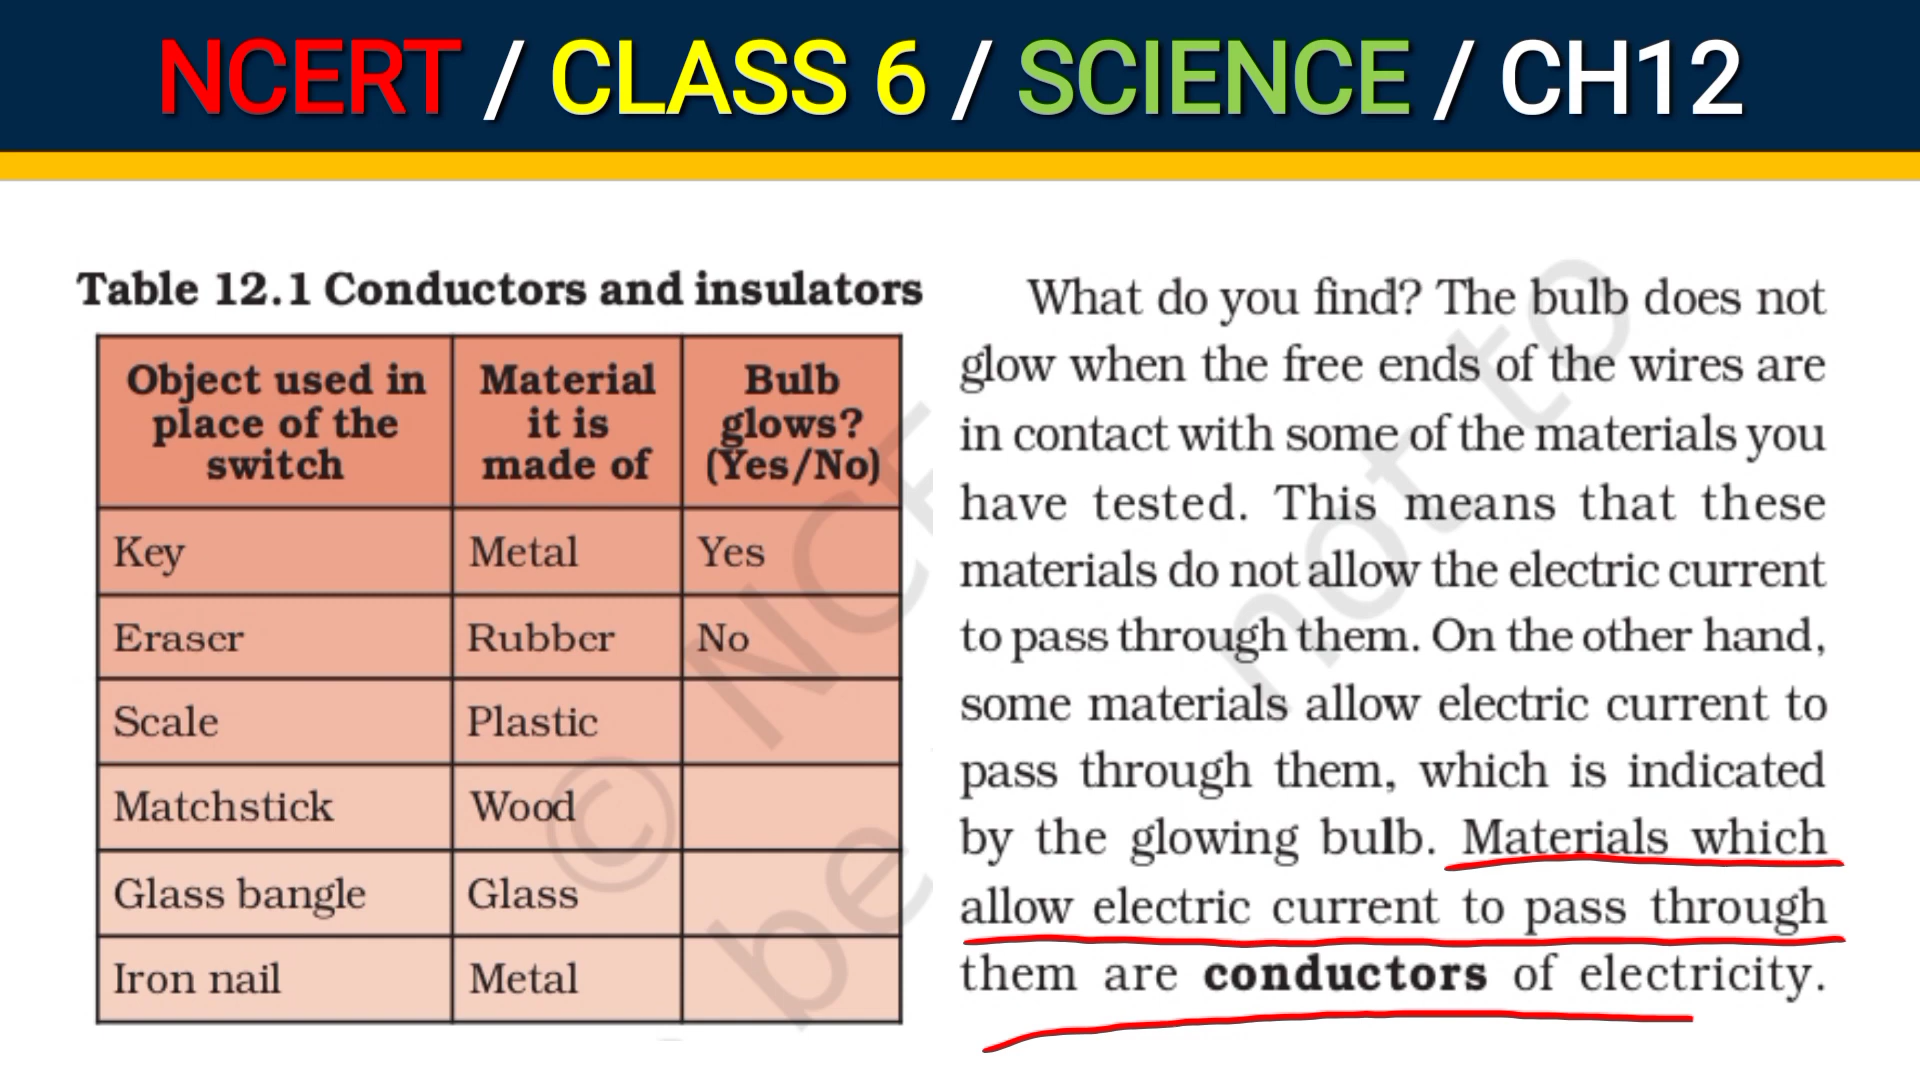 NCERT / CLASS 6 / SCIENCE / CH12
Table 12.1 Conductors and insulators
Object used in place of the switch
Material it is made of
Bulb glows? (Yes/No)
Key Metal Yes
Eraser Rubber No
Scale Plastic
Matchstick Wood
Glass bangle Glass
Iron nail Metal
What do you find? The bulb does not
glow when the free ends of the wires are
in contact with some of the materials you
have tested. This means that these
materials do not allow the electric current
to pass through them. On the other hand,
some materials allow electric current to
pass through them, which is indicated
by the glowing bulb. Materials which
allow electric current to pass through
them are conductors of electricity.
© NCE
be
not to